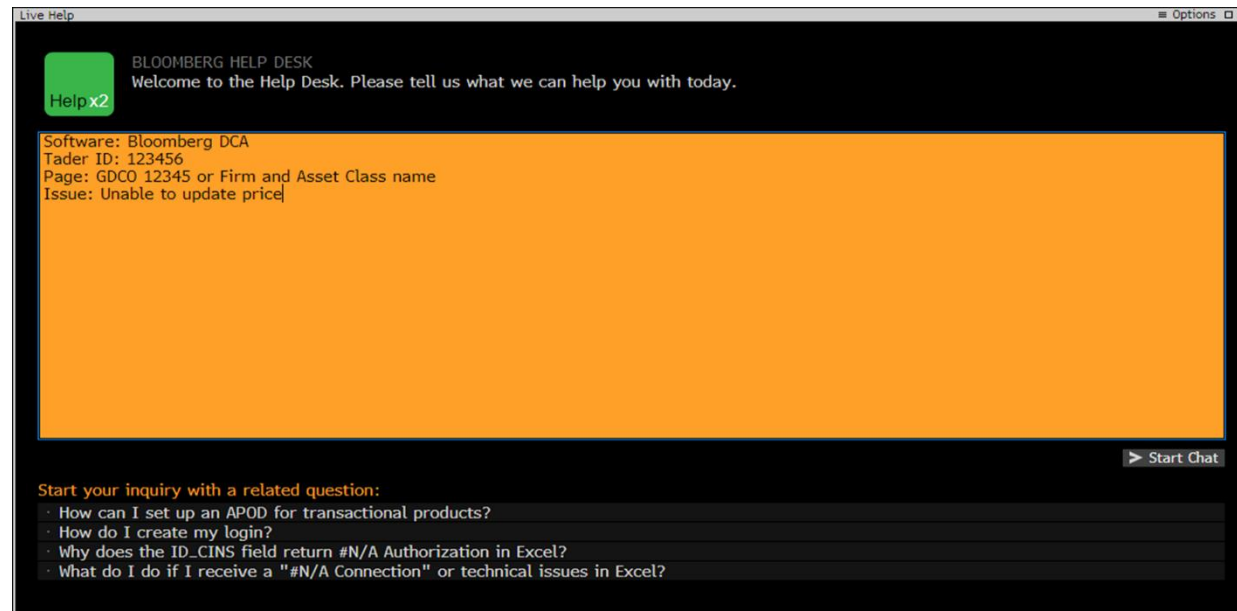 Live Help
≡ Options
BLOOMBERG HELP DESK
Welcome to the Help Desk. Please tell us what we can help you with today.
Help x2
Software: Bloomberg DCA
Tader ID: 123456
Page: GDCO 12345 or Firm and Asset Class name
Issue: Unable to update price
> Start Chat
Start your inquiry with a related question:
· How can I set up an APOD for transactional products?
· How do I create my login?
· Why does the ID_CINS field return #N/A Authorization in Excel?
· What do I do if I receive a "#N/A Connection" or technical issues in Excel?